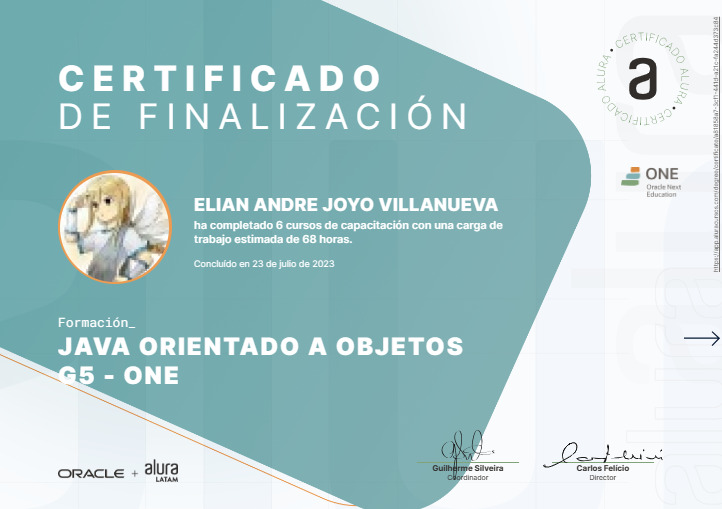 CERTIFICADO
DE FINALIZACIÓN
CERTIFICADO ALURA • CERTIFICADO ALURA •
a
ONE
Oracle Next
Education
ELIAN ANDRE JOYO VILLANUEVA
ha completado 6 cursos de capacitación con una carga de
trabajo estimada de 68 horas.
Concluído en 23 de julio de 2023
Formación_
JAVA ORIENTADO A OBJETOS
G5 - ONE
ORACLE + alura
LATAM
Guilherme Silveira
Coordinador
Carlos Felício
Director
alura